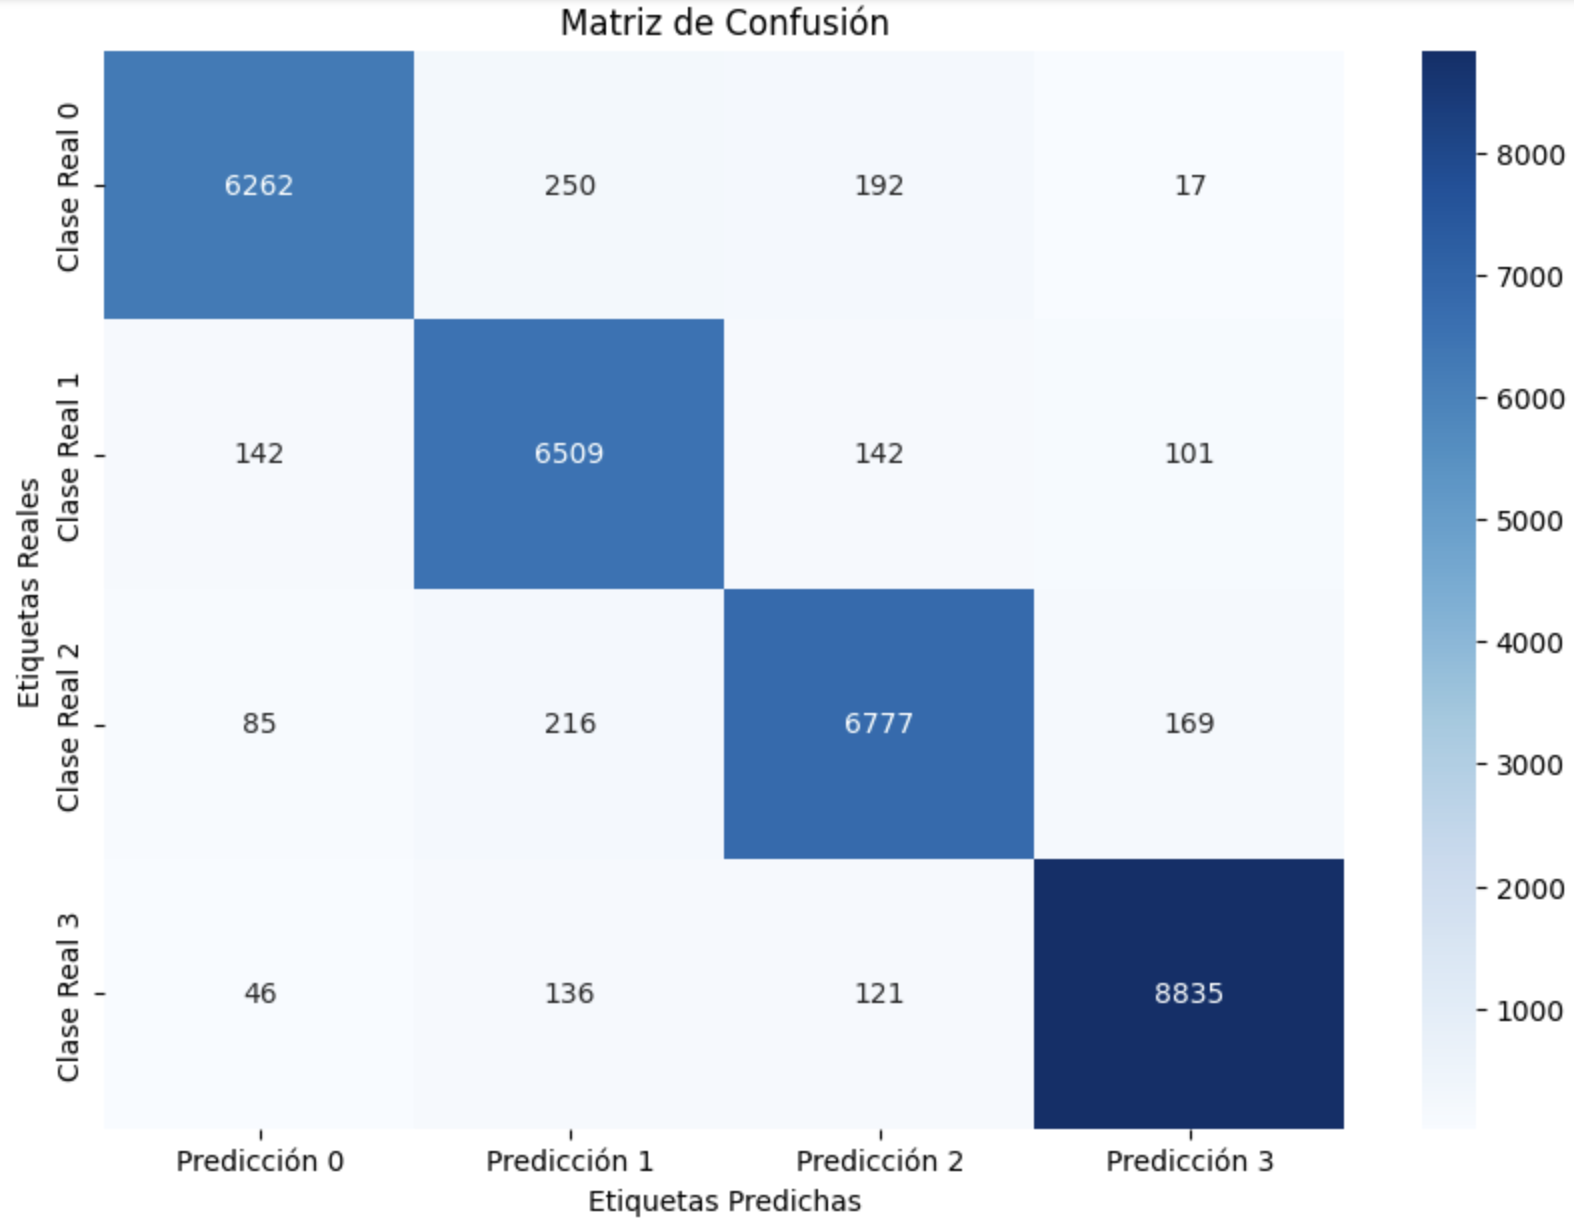 Matriz de Confusión
Etiquetas Reales
Clase Real 0
6262 250 192 17
Clase Real 1
142 6509 142 101
Clase Real 2
85 216 6777 169
Clase Real 3
46 136 121 8835
Predicción 0 Predicción 1 Predicción 2 Predicción 3
Etiquetas Predichas
8000
7000
6000
5000
4000
3000
2000
1000